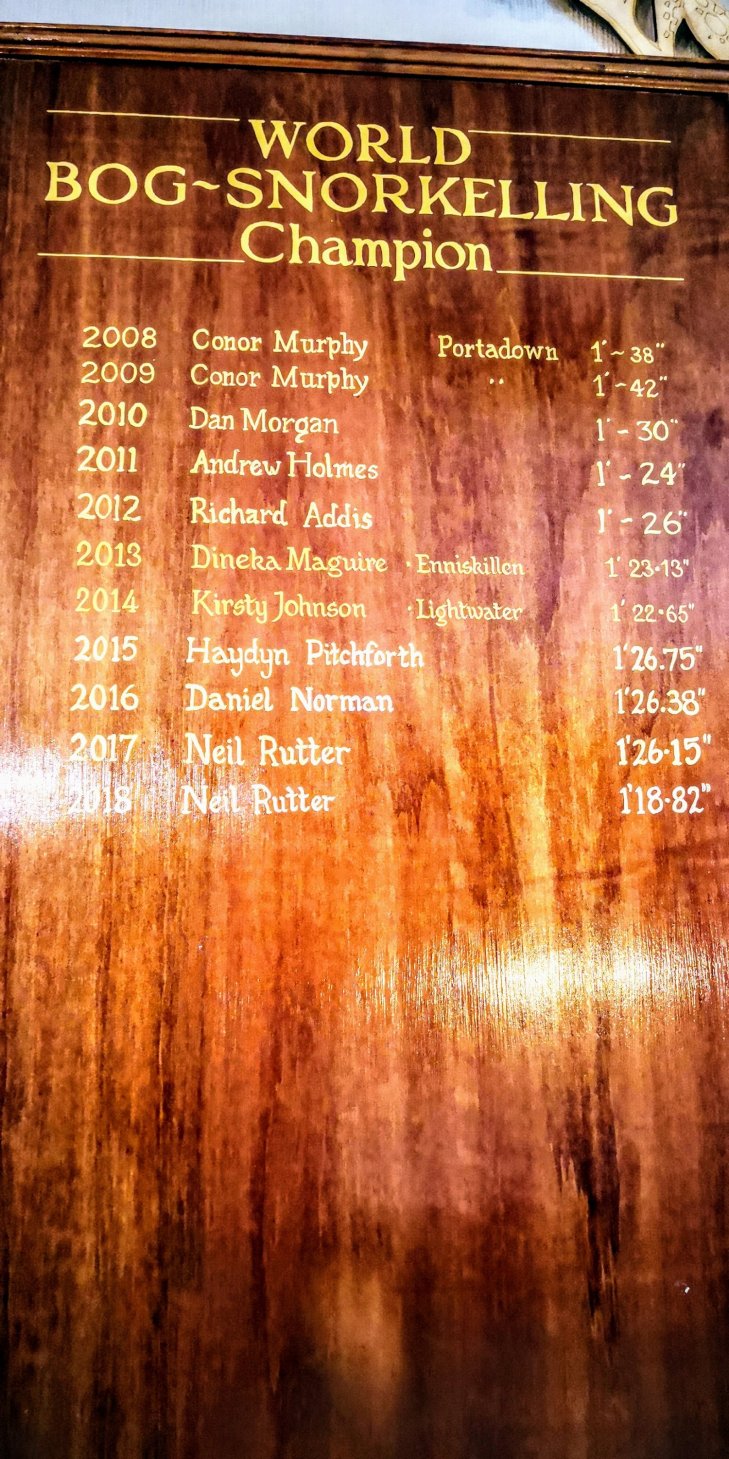 WORLD
BOG~SNORKELLING
Champion
2008 Conor Murphy Portadown 1'~38"
2009 Conor Murphy " 1'~42"
2010 Dan Morgan 1'-30"
2011 Andrew Holmes 1'-24"
2012 Richard Addis 1'-26"
2013 Dineka Maguire · Enniskillen 1'23·13"
2014 Kirsty Johnson · Lightwater 1'22·65"
2015 Haydyn Pitchforth 1'26.75"
2016 Daniel Norman 1'26.38"
2017 Neil Rutter 1'26·15"
2018 Neil Rutter 1'18·82"